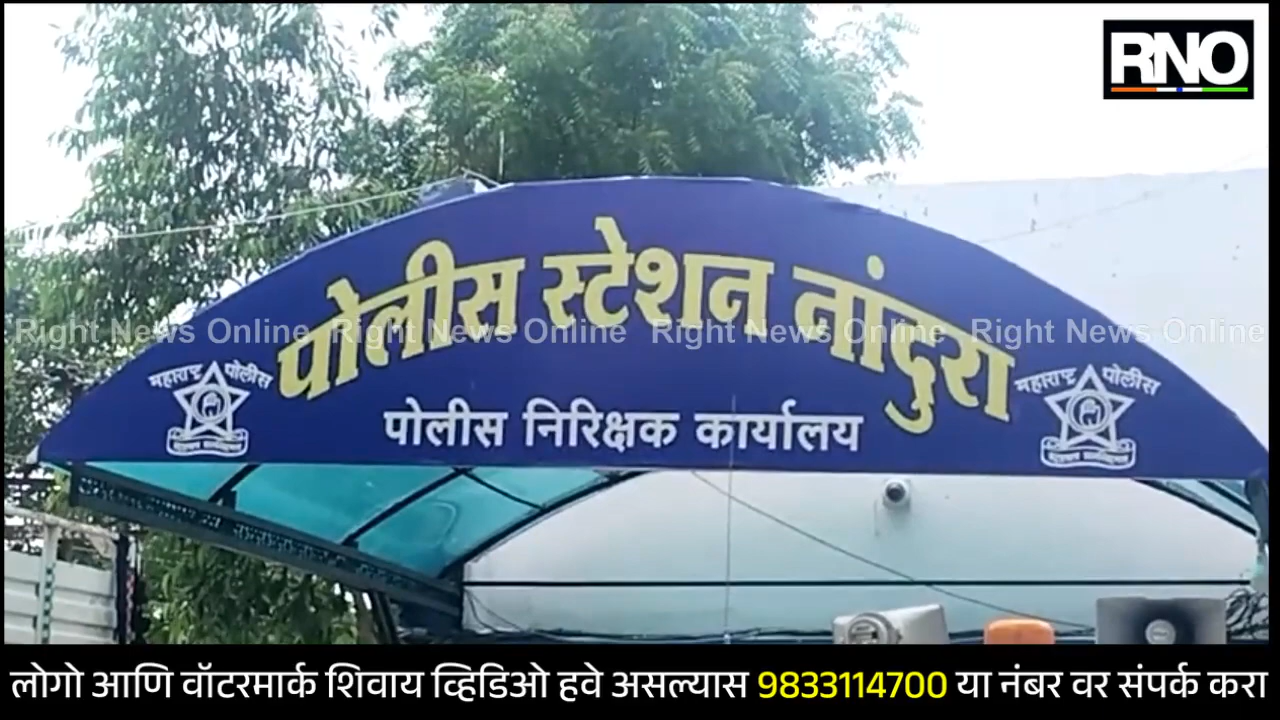 RNO
पोलीस स्टेशन नांदुरा
Right News Online Right News Online Right News Online Right News Online
महाराष्ट्र पोलीस
महाराष्ट्र पोलीस
पोलीस निरिक्षक कार्यालय
लोगो आणि वॉटरमार्क शिवाय व्हिडिओ हवे असल्यास 9833114700 या नंबर वर संपर्क करा